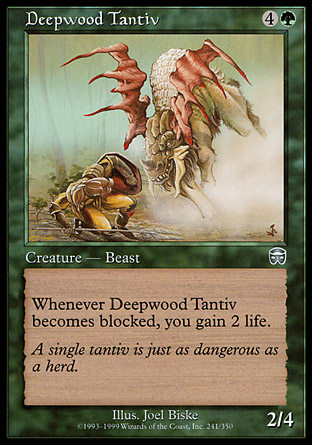 Deepwood Tantiv 4
Creature — Beast
Whenever Deepwood Tantiv
becomes blocked, you gain 2 life.
A single tantiv is just as dangerous as
a herd.
Illus. Joel Biske
©1993–1999 Wizards of the Coast, Inc. 241/350
2/4